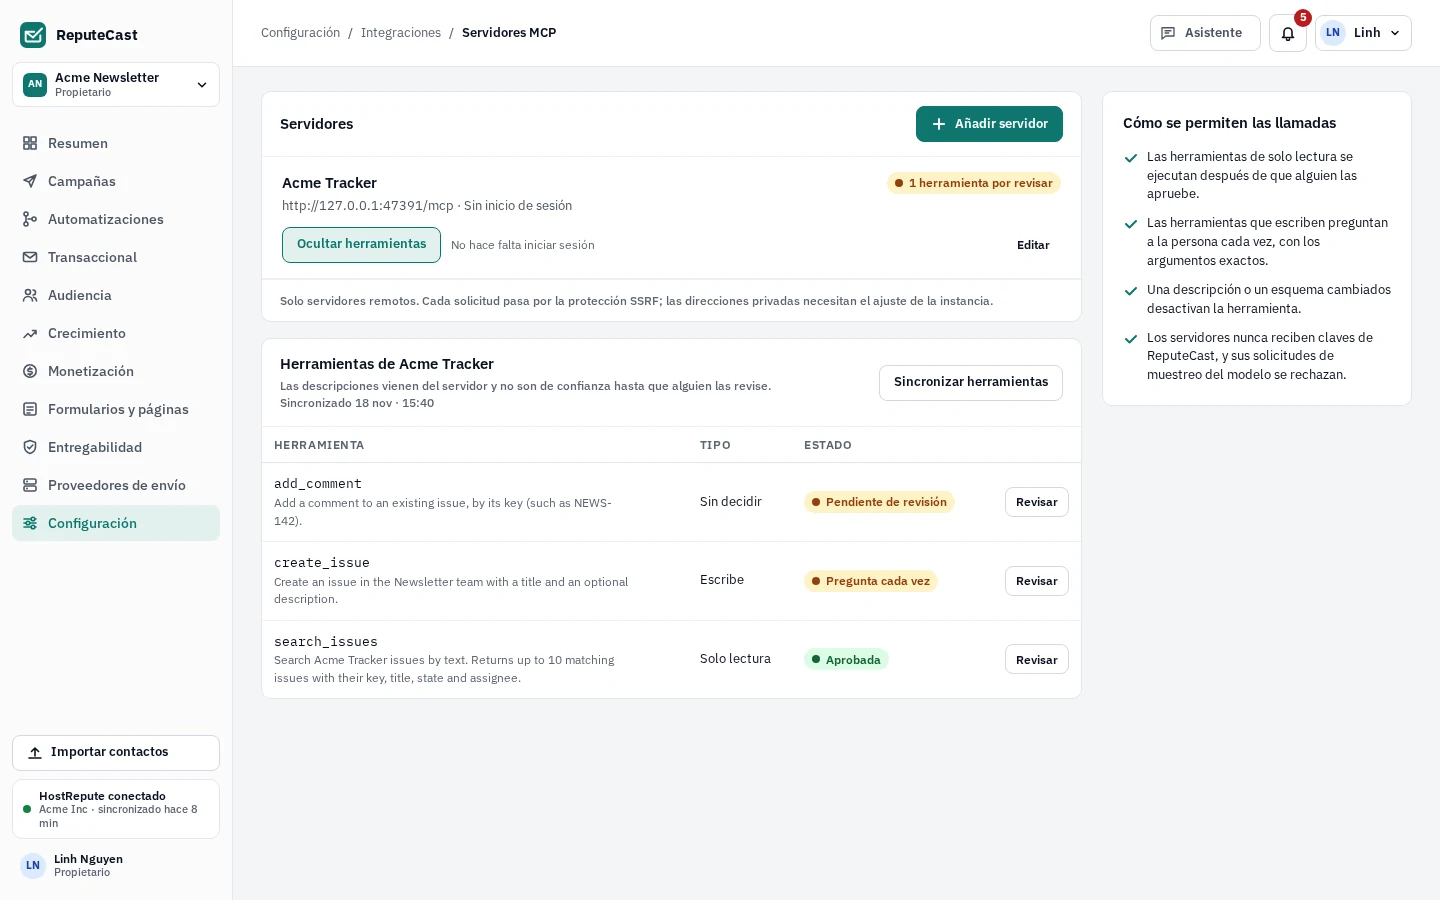 ReputeCast
AN
Acme Newsletter
Propietario
Resumen
Campañas
Automatizaciones
Transaccional
Audiencia
Crecimiento
Monetización
Formularios y páginas
Entregabilidad
Proveedores de envío
Configuración
Importar contactos
HostRepute conectado
Acme Inc · sincronizado hace 8
min
LN
Linh Nguyen
Propietario
Configuración / Integraciones / Servidores MCP
Asistente
5
LN
Linh
Servidores
Añadir servidor
Acme Tracker
1 herramienta por revisar
http://127.0.0.1:47391/mcp · Sin inicio de sesión
Ocultar herramientas
No hace falta iniciar sesión
Editar
Solo servidores remotos. Cada solicitud pasa por la protección SSRF; las direcciones privadas necesitan el ajuste de la instancia.
Herramientas de Acme Tracker
Las descripciones vienen del servidor y no son de confianza hasta que alguien las revise.
Sincronizado 18 nov · 15:40
Sincronizar herramientas
HERRAMIENTA TIPO ESTADO
add_comment
Add a comment to an existing issue, by its key (such as NEWS-
142).
Sin decidir
Pendiente de revisión
Revisar
create_issue
Create an issue in the Newsletter team with a title and an optional
description.
Escribe
Pregunta cada vez
Revisar
search_issues
Search Acme Tracker issues by text. Returns up to 10 matching
issues with their key, title, state and assignee.
Solo lectura
Aprobada
Revisar
Cómo se permiten las llamadas
Las herramientas de solo lectura se
ejecutan después de que alguien las
apruebe.
Las herramientas que escriben preguntan
a la persona cada vez, con los
argumentos exactos.
Una descripción o un esquema cambiados
desactivan la herramienta.
Los servidores nunca reciben claves de
ReputeCast, y sus solicitudes de
muestreo del modelo se rechazan.